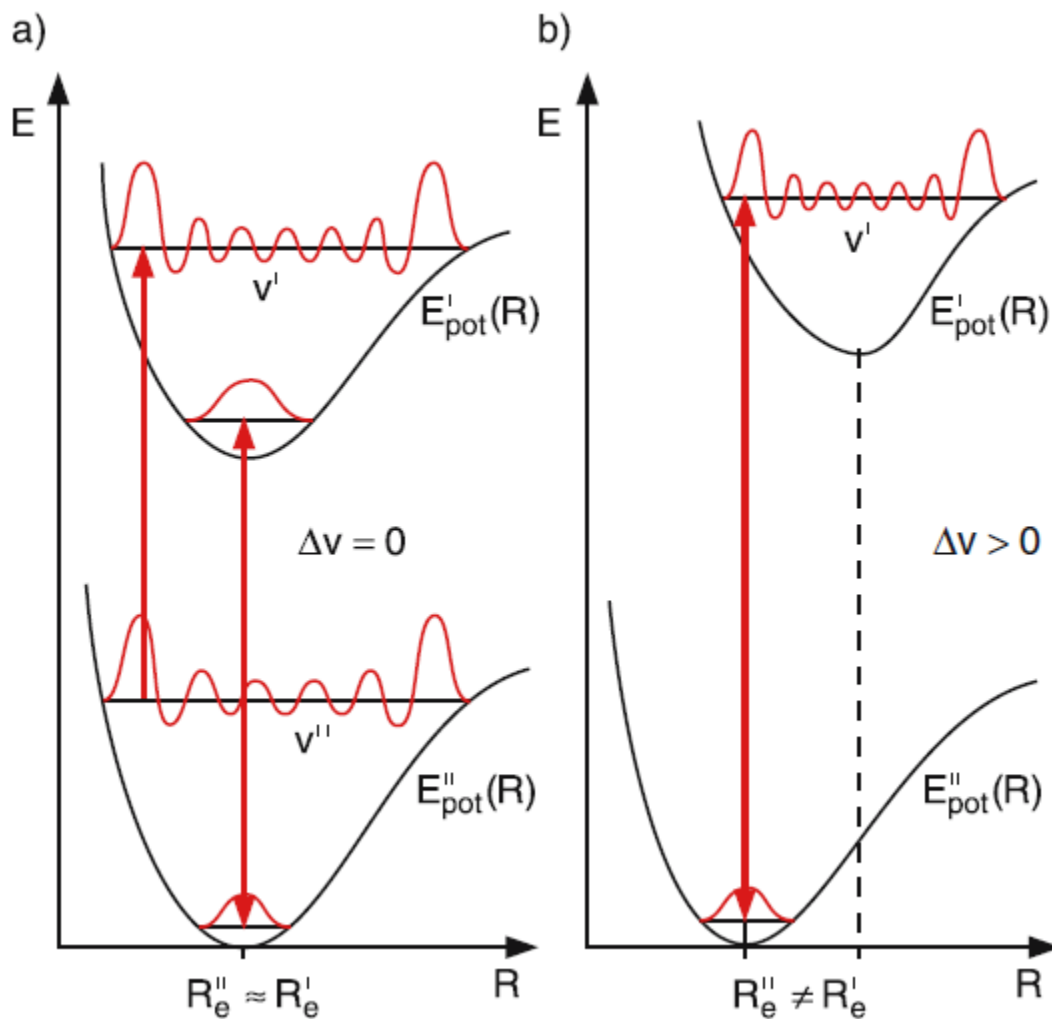 a)
E
v'
E'pot(R)
Δv = 0
v''
E''pot(R)
R''e ≈ R'e
R
b)
E
v'
E'pot(R)
Δv > 0
E''pot(R)
R''e ≠ R'e
R